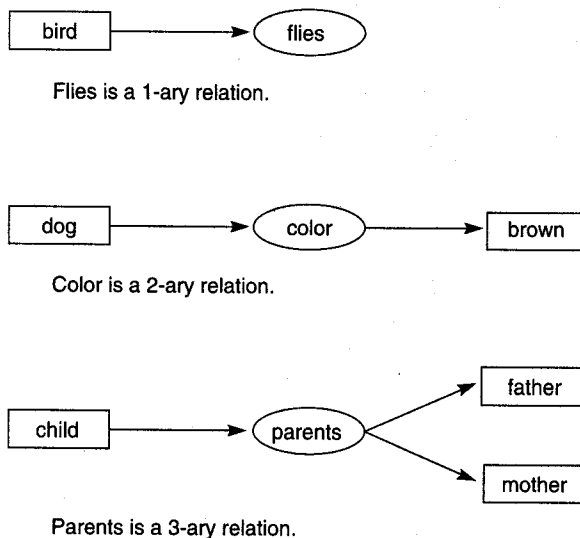 bird flies
Flies is a 1-ary relation.
dog color brown
Color is a 2-ary relation.
father
child parents
mother
Parents is a 3-ary relation.